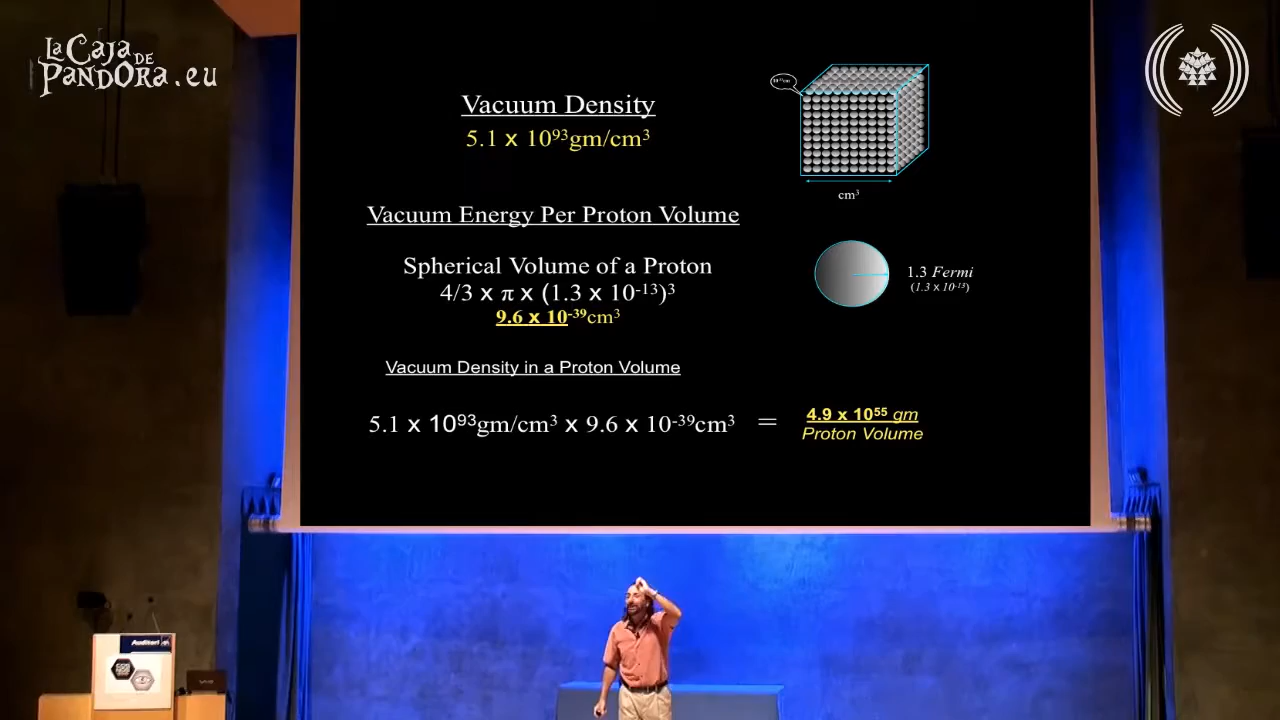 La Caja
DE
PANDORA.eu
Vacuum Density
5.1 x 10⁹³gm/cm³
cm³
Vacuum Energy Per Proton Volume
Spherical Volume of a Proton
4/3 x π x (1.3 x 10⁻¹³)³
9.6 x 10⁻³⁹cm³
1.3 Fermi
(1.3 x 10⁻¹³)
Vacuum Density in a Proton Volume
5.1 x 10⁹³gm/cm³ x 9.6 x 10⁻³⁹cm³ = 4.9 x 10⁵⁵ gm
Proton Volume
Auditori